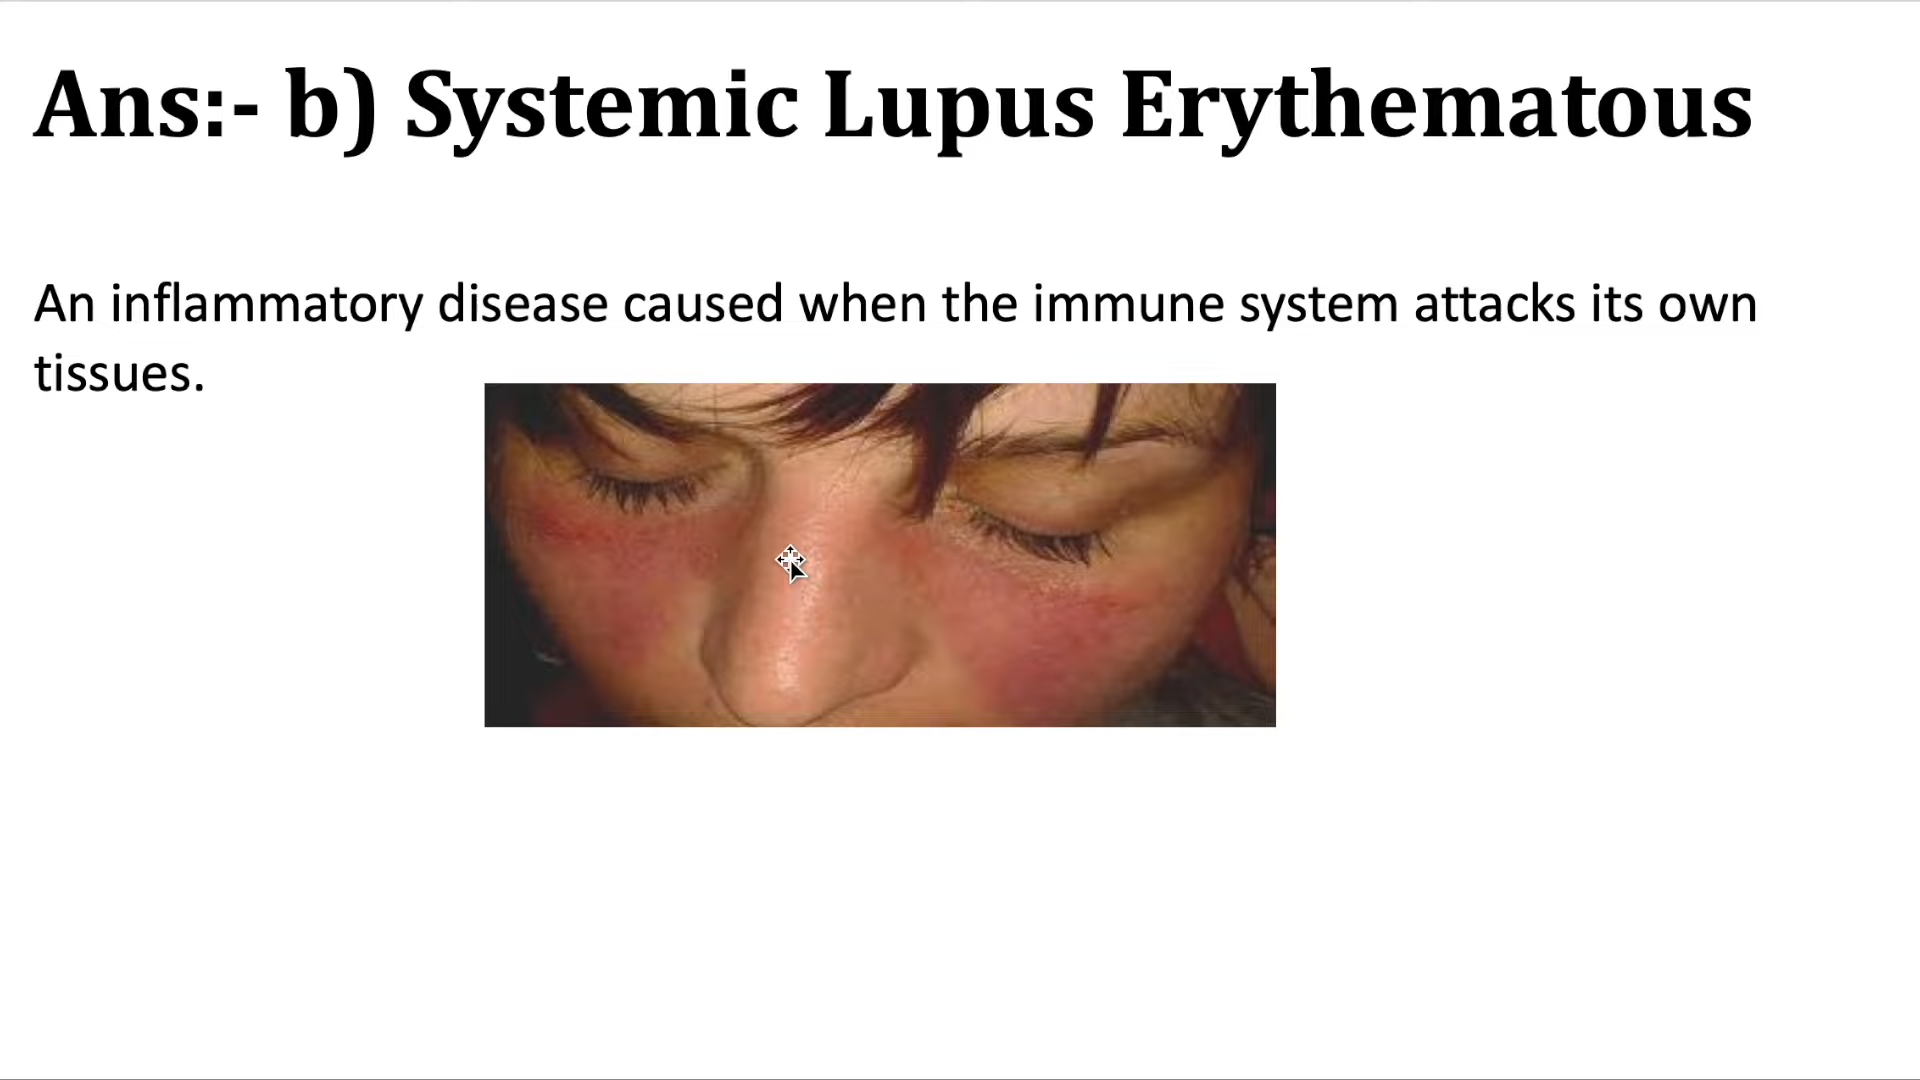 Ans:- b) Systemic Lupus Erythematous
An inflammatory disease caused when the immune system attacks its own
tissues.